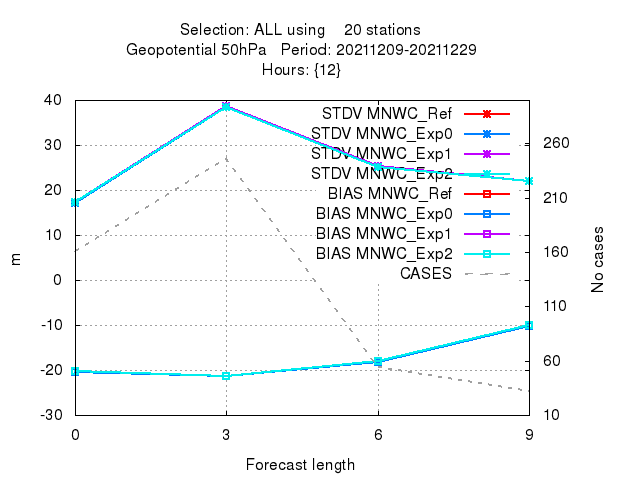 Selection: ALL using    20 stations
Geopotential 50hPa   Period: 20211209-20211229
Hours: {12}
40
30
20
10
0
-10
-20
-30
m
STDV MNWC_Ref
STDV MNWC_Exp0
STDV MNWC_Exp1
STDV MNWC_Exp2
BIAS MNWC_Ref
BIAS MNWC_Exp0
BIAS MNWC_Exp1
BIAS MNWC_Exp2
CASES
260
210
160
110
60
10
No cases
0 3 6 9
Forecast length